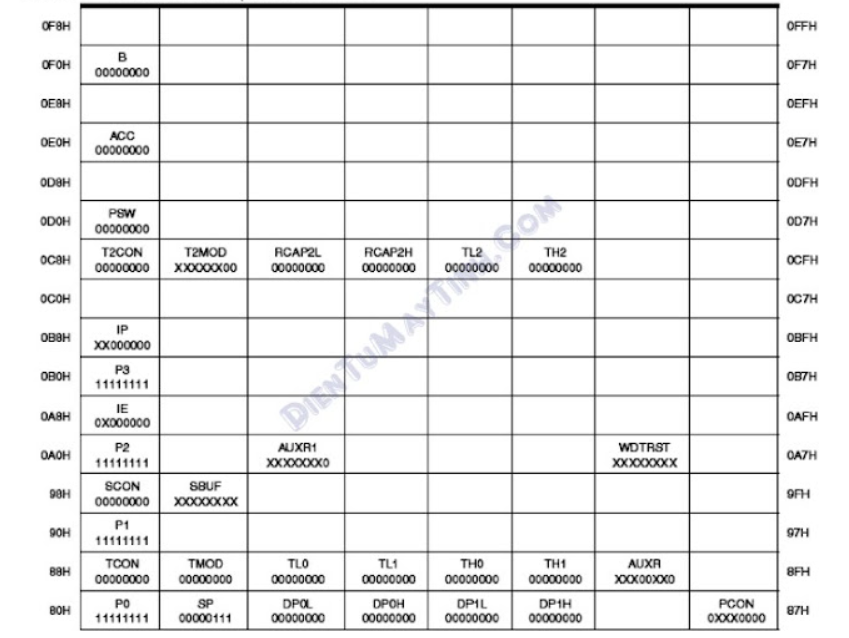 0F8H 0FFH
0F0H B 0F7H
00000000
0E8H 0EFH
0E0H ACC 0E7H
00000000
0D8H 0DFH
0D0H PSW 0D7H
00000000
0C8H T2CON T2MOD RCAP2L RCAP2H TL2 TH2 0CFH
00000000 XXXXXX00 00000000 00000000 00000000 00000000
0C0H 0C7H
0B8H IP 0BFH
XX000000
0B0H P3 0B7H
11111111
0A8H IE 0AFH
0X000000
0A0H P2 AUXR1 WDTRST 0A7H
11111111 XXXXXXX0 XXXXXXXX
98H SCON SBUF 9FH
00000000 XXXXXXXX
90H P1 97H
11111111
88H TCON TMOD TL0 TL1 TH0 TH1 AUXR 8FH
00000000 00000000 00000000 00000000 00000000 00000000 XXX00XX0
80H P0 SP DP0L DP0H DP1L DP1H PCON 87H
11111111 00000111 00000000 00000000 00000000 00000000 0XXX0000
DienTuMayTinh.Com